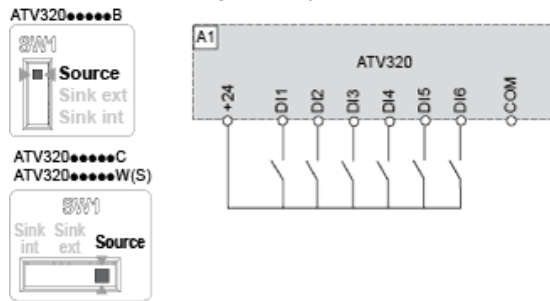 ATV320●●●●●B
SW1
Source
Sink ext
Sink int
A1
ATV320
+24
DI1
DI2
DI3
DI4
DI5
DI6
COM
ATV320●●●●●C
ATV320●●●●●W(S)
SW1
Sink int
Sink ext
Source